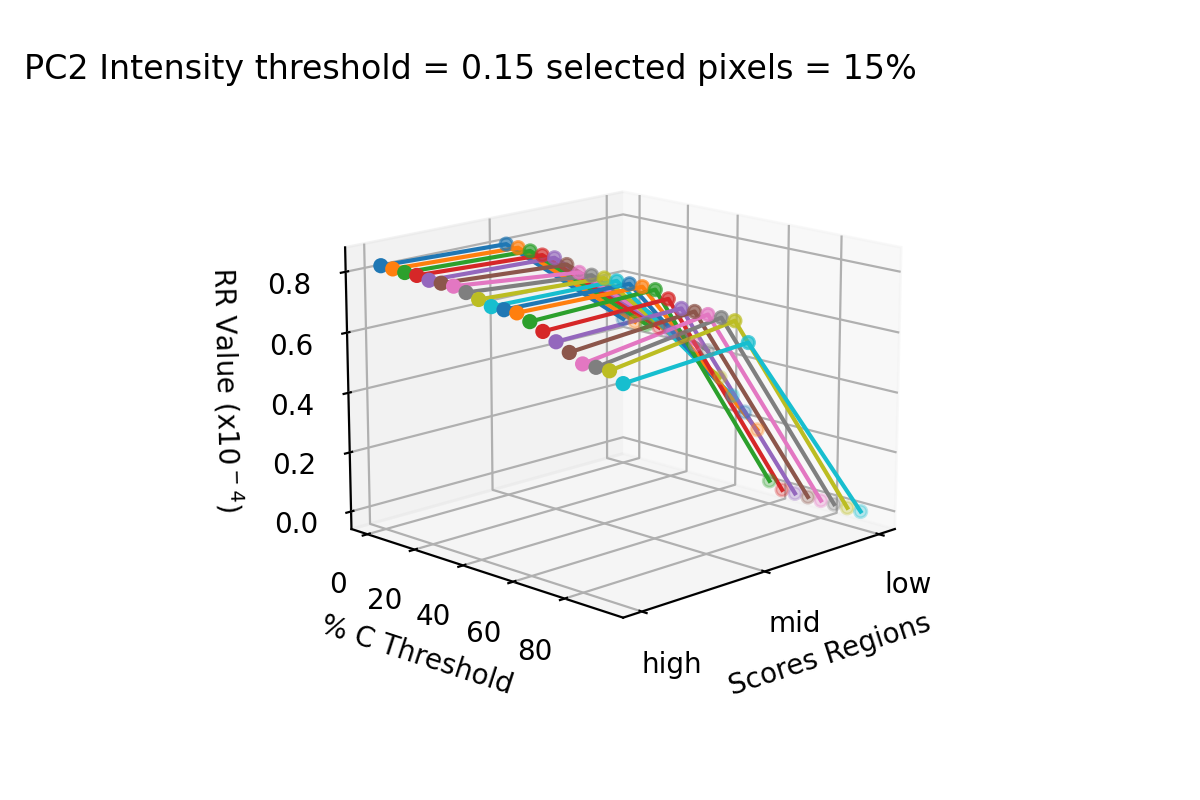 PC2 Intensity threshold = 0.15 selected pixels = 15%
RR Value (x10⁻⁴)
0.8
0.6
0.4
0.2
0.0
0
20
40
60
80
% C Threshold
high
mid
low
Scores Regions